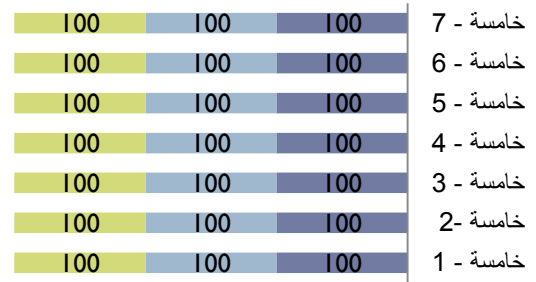 خامسة - 7 100 100 100
خامسة - 6 100 100 100
خامسة - 5 100 100 100
خامسة - 4 100 100 100
خامسة - 3 100 100 100
خامسة -2 100 100 100
خامسة - 1 100 100 100